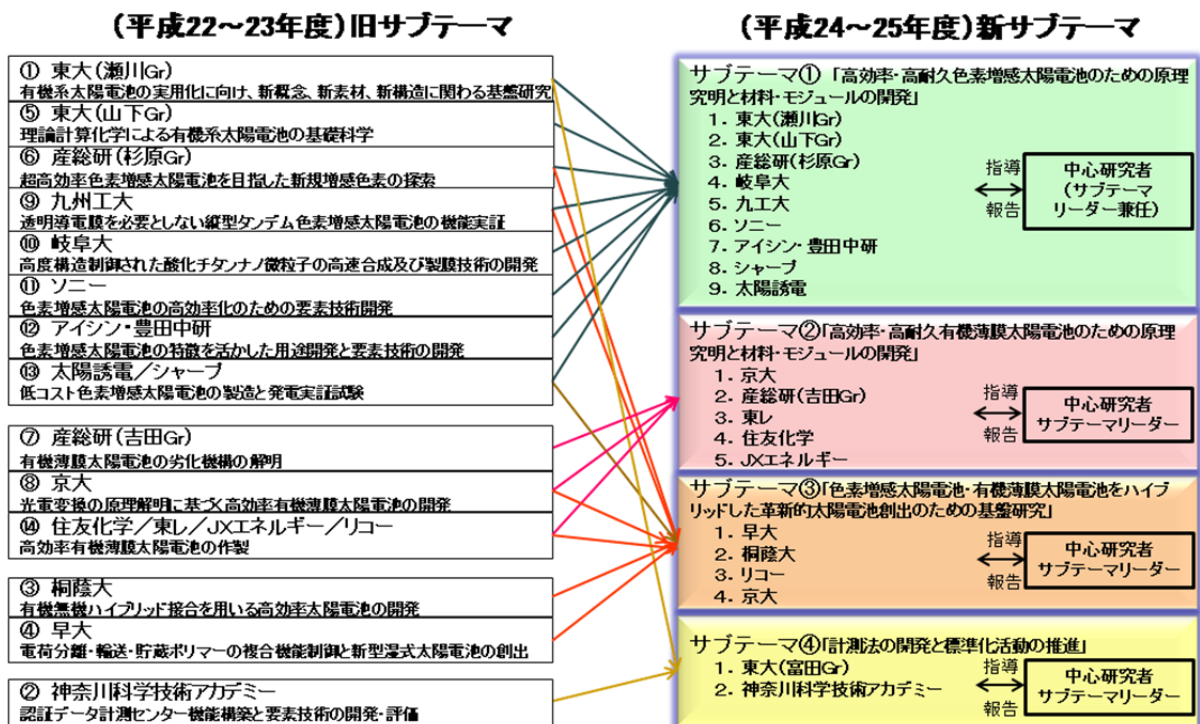 (平成22～23年度)旧サブテーマ
① 東大(瀬川Gr)
有機系太陽電池の実用化に向け、新概念、新素材、新構造に関わる基盤研究
⑤ 東大(山下Gr)
理論計算化学による有機系太陽電池の基礎科学
⑥ 産総研(杉原Gr)
超高効率色素増感太陽電池を目指した新規増感色素の探索
⑨ 九州工大
透明導電膜を必要としない縦型タンデム色素増感太陽電池の機能実証
⑩ 岐阜大
高度構造制御された酸化チタンナノ微粒子の高速合成及び製膜技術の開発
⑪ ソニー
色素増感太陽電池の高効率化のための要素技術開発
⑫ アイシン・豊田中研
色素増感太陽電池の特徴を活かした用途開発と要素技術の開発
⑬ 太陽誘電／シャープ
低コスト色素増感太陽電池の製造と発電実証試験
⑦ 産総研(吉田Gr)
有機薄膜太陽電池の劣化機構の解明
⑧ 京大
光電変換の原理解明に基づく高効率有機薄膜太陽電池の開発
⑭ 住友化学／東レ／JXエネルギー／リコー
高効率有機薄膜太陽電池の作製
③ 桐蔭大
有機無機ハイブリッド接合を用いる高効率太陽電池の開発
④ 早大
電荷分離・輸送・貯蔵ポリマーの複合機能制御と新型湿式太陽電池の創出
② 神奈川科学技術アカデミー
認証データ計測センター機能構築と要素技術の開発・評価
(平成24～25年度)新サブテーマ
サブテーマ① 「高効率・高耐久色素増感太陽電池のための原理
究明と材料・モジュールの開発」
1. 東大(瀬川Gr)
2. 東大(山下Gr)
3. 産総研(杉原Gr)
4. 岐阜大
5. 九工大
6. ソニー
7. アイシン・豊田中研
8. シャープ
9. 太陽誘電
指導
報告
中心研究者
(サブテーマ
リーダー兼任)
サブテーマ②「高効率・高耐久有機薄膜太陽電池のための原理
究明と材料・モジュールの開発」
1. 京大
2. 産総研(吉田Gr)
3. 東レ
4. 住友化学
5. JXエネルギー
指導
報告
中心研究者
サブテーマリーダー
サブテーマ③「色素増感太陽電池・有機薄膜太陽電池をハイブ
リッドした革新的太陽電池創出のための基盤研究」
1. 早大
2. 桐蔭大
3. リコー
4. 京大
指導
報告
中心研究者
サブテーマリーダー
サブテーマ④「計測法の開発と標準化活動の推進」
1. 東大(富田Gr)
2. 神奈川科学技術アカデミー
指導
報告
中心研究者
サブテーマリーダー